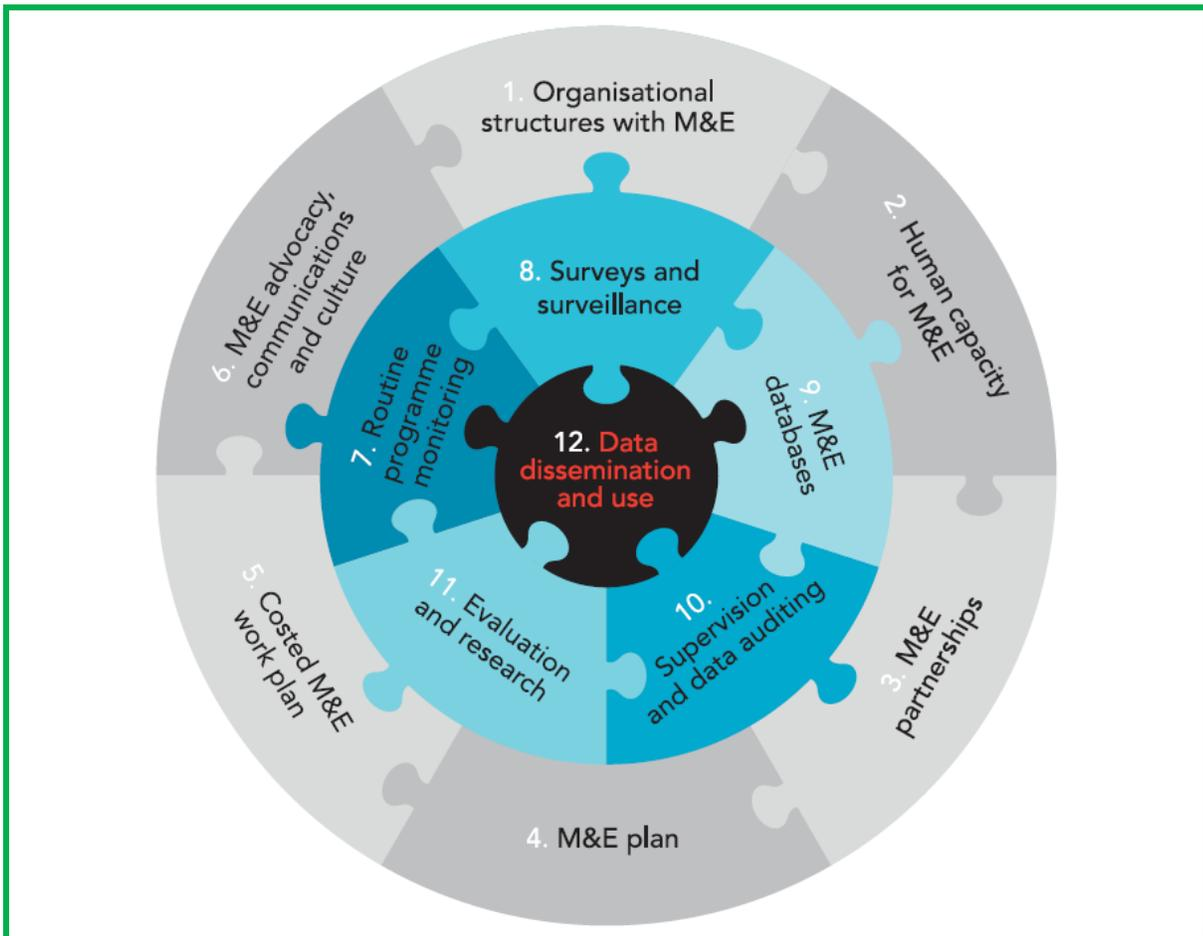 1. Organisational
structures with M&E
2. Human capacity
for M&E
3. M&E
partnerships
4. M&E plan
5. Costed M&E
work plan
6. M&E advocacy,
communications
and culture
7. Routine
programme
monitoring
8. Surveys and
surveillance
9. M&E
databases
10.
Supervision
and data auditing
11. Evaluation
and research
12. Data
dissemination
and use